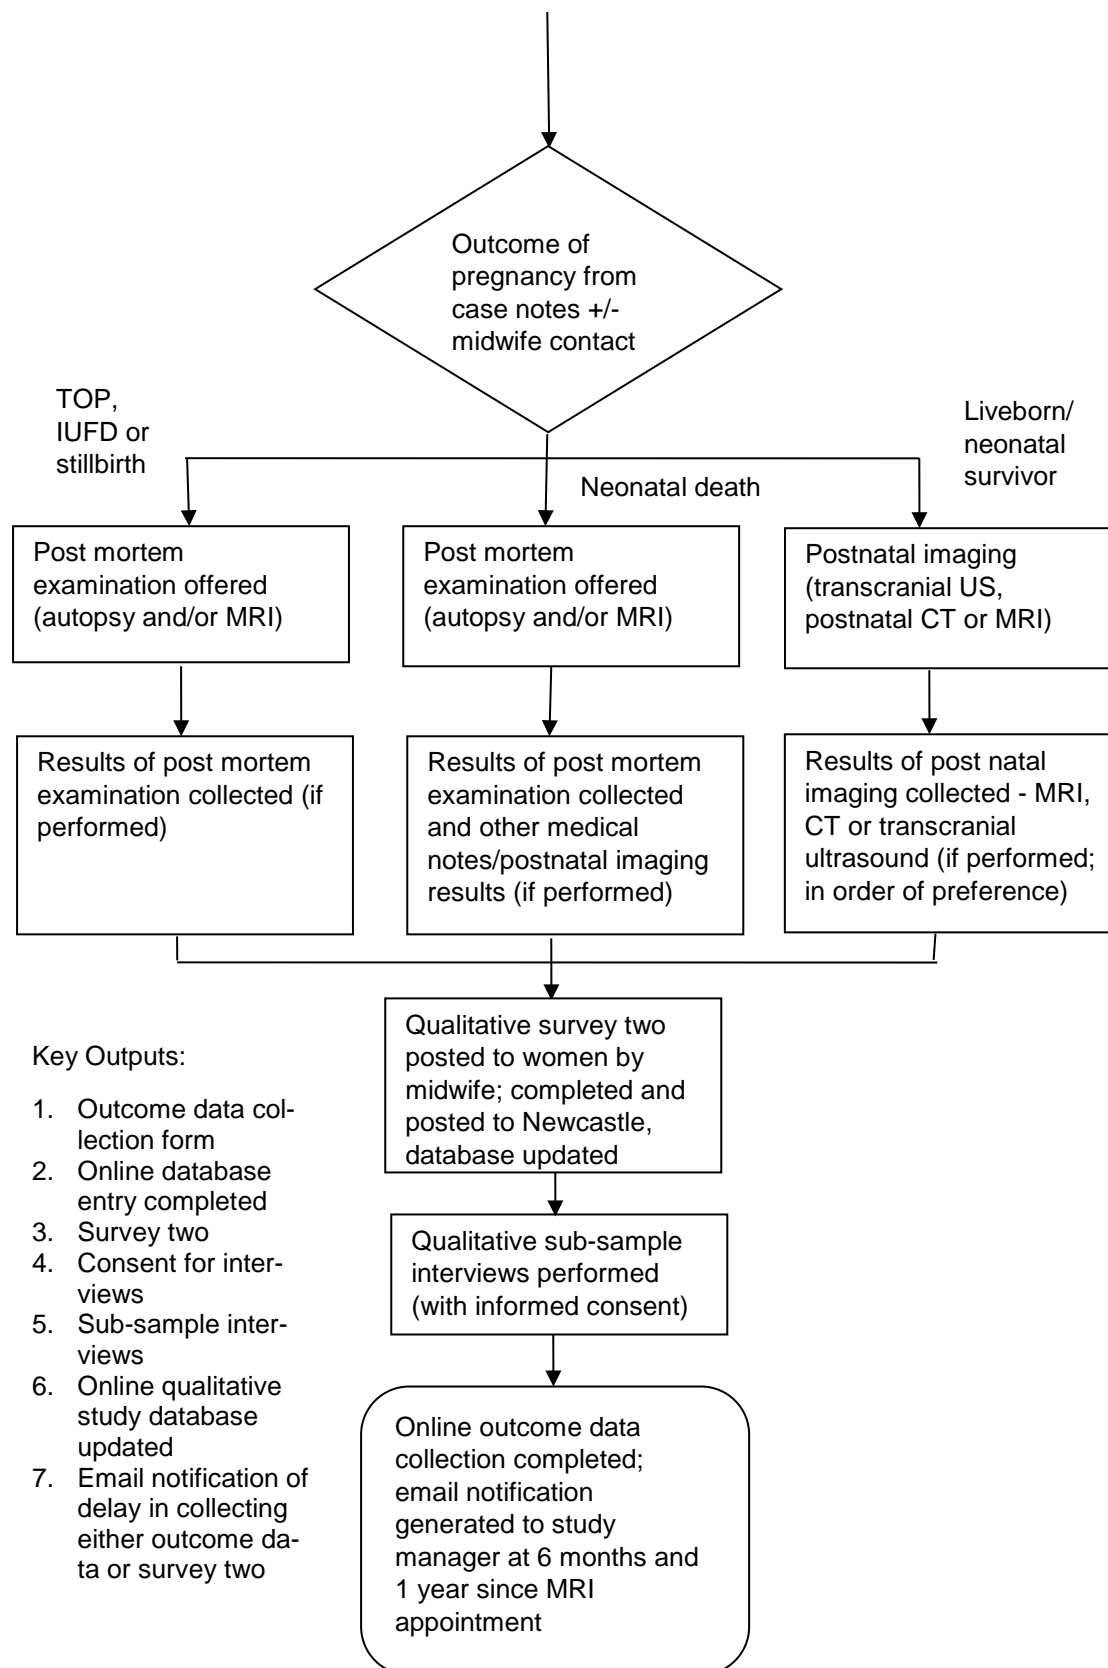 Outcome of
pregnancy from
case notes +/-
midwife contact
TOP,
IUFD or
stillbirth
Neonatal death
Liveborn/
neonatal
survivor
Post mortem
examination offered
(autopsy and/or MRI)
Post mortem
examination offered
(autopsy and/or MRI)
Postnatal imaging
(transcranial US,
postnatal CT or MRI)
Results of post mortem
examination collected (if
performed)
Results of post mortem
examination collected
and other medical
notes/postnatal imaging
results (if performed)
Results of post natal
imaging collected - MRI,
CT or transcranial
ultrasound (if performed;
in order of preference)
Qualitative survey two
posted to women by
midwife; completed and
posted to Newcastle,
database updated
Qualitative sub-sample
interviews performed
(with informed consent)
Online outcome data
collection completed;
email notification
generated to study
manager at 6 months and
1 year since MRI
appointment
Key Outputs:
1. Outcome data col-
lection form
2. Online database
entry completed
3. Survey two
4. Consent for inter-
views
5. Sub-sample inter-
views
6. Online qualitative
study database
updated
7. Email notification of
delay in collecting
either outcome da-
ta or survey two